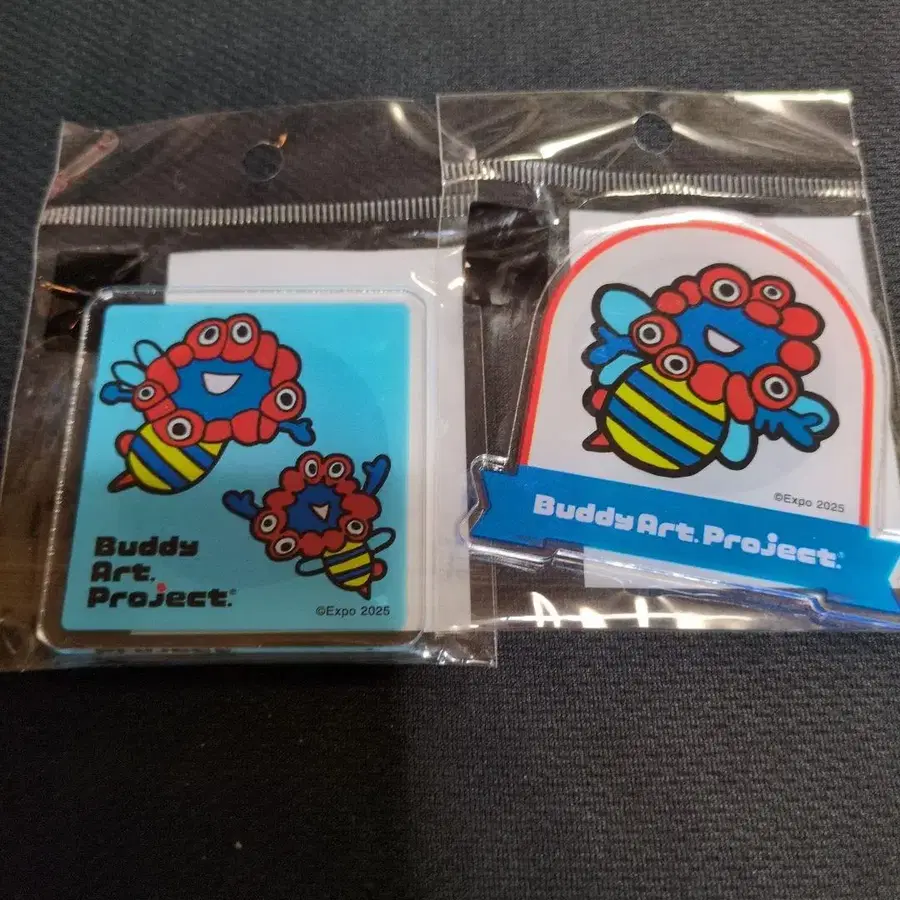 Buddy
Art.
Project.
©Expo 2025
©Expo 2025
Buddy Art. Project.